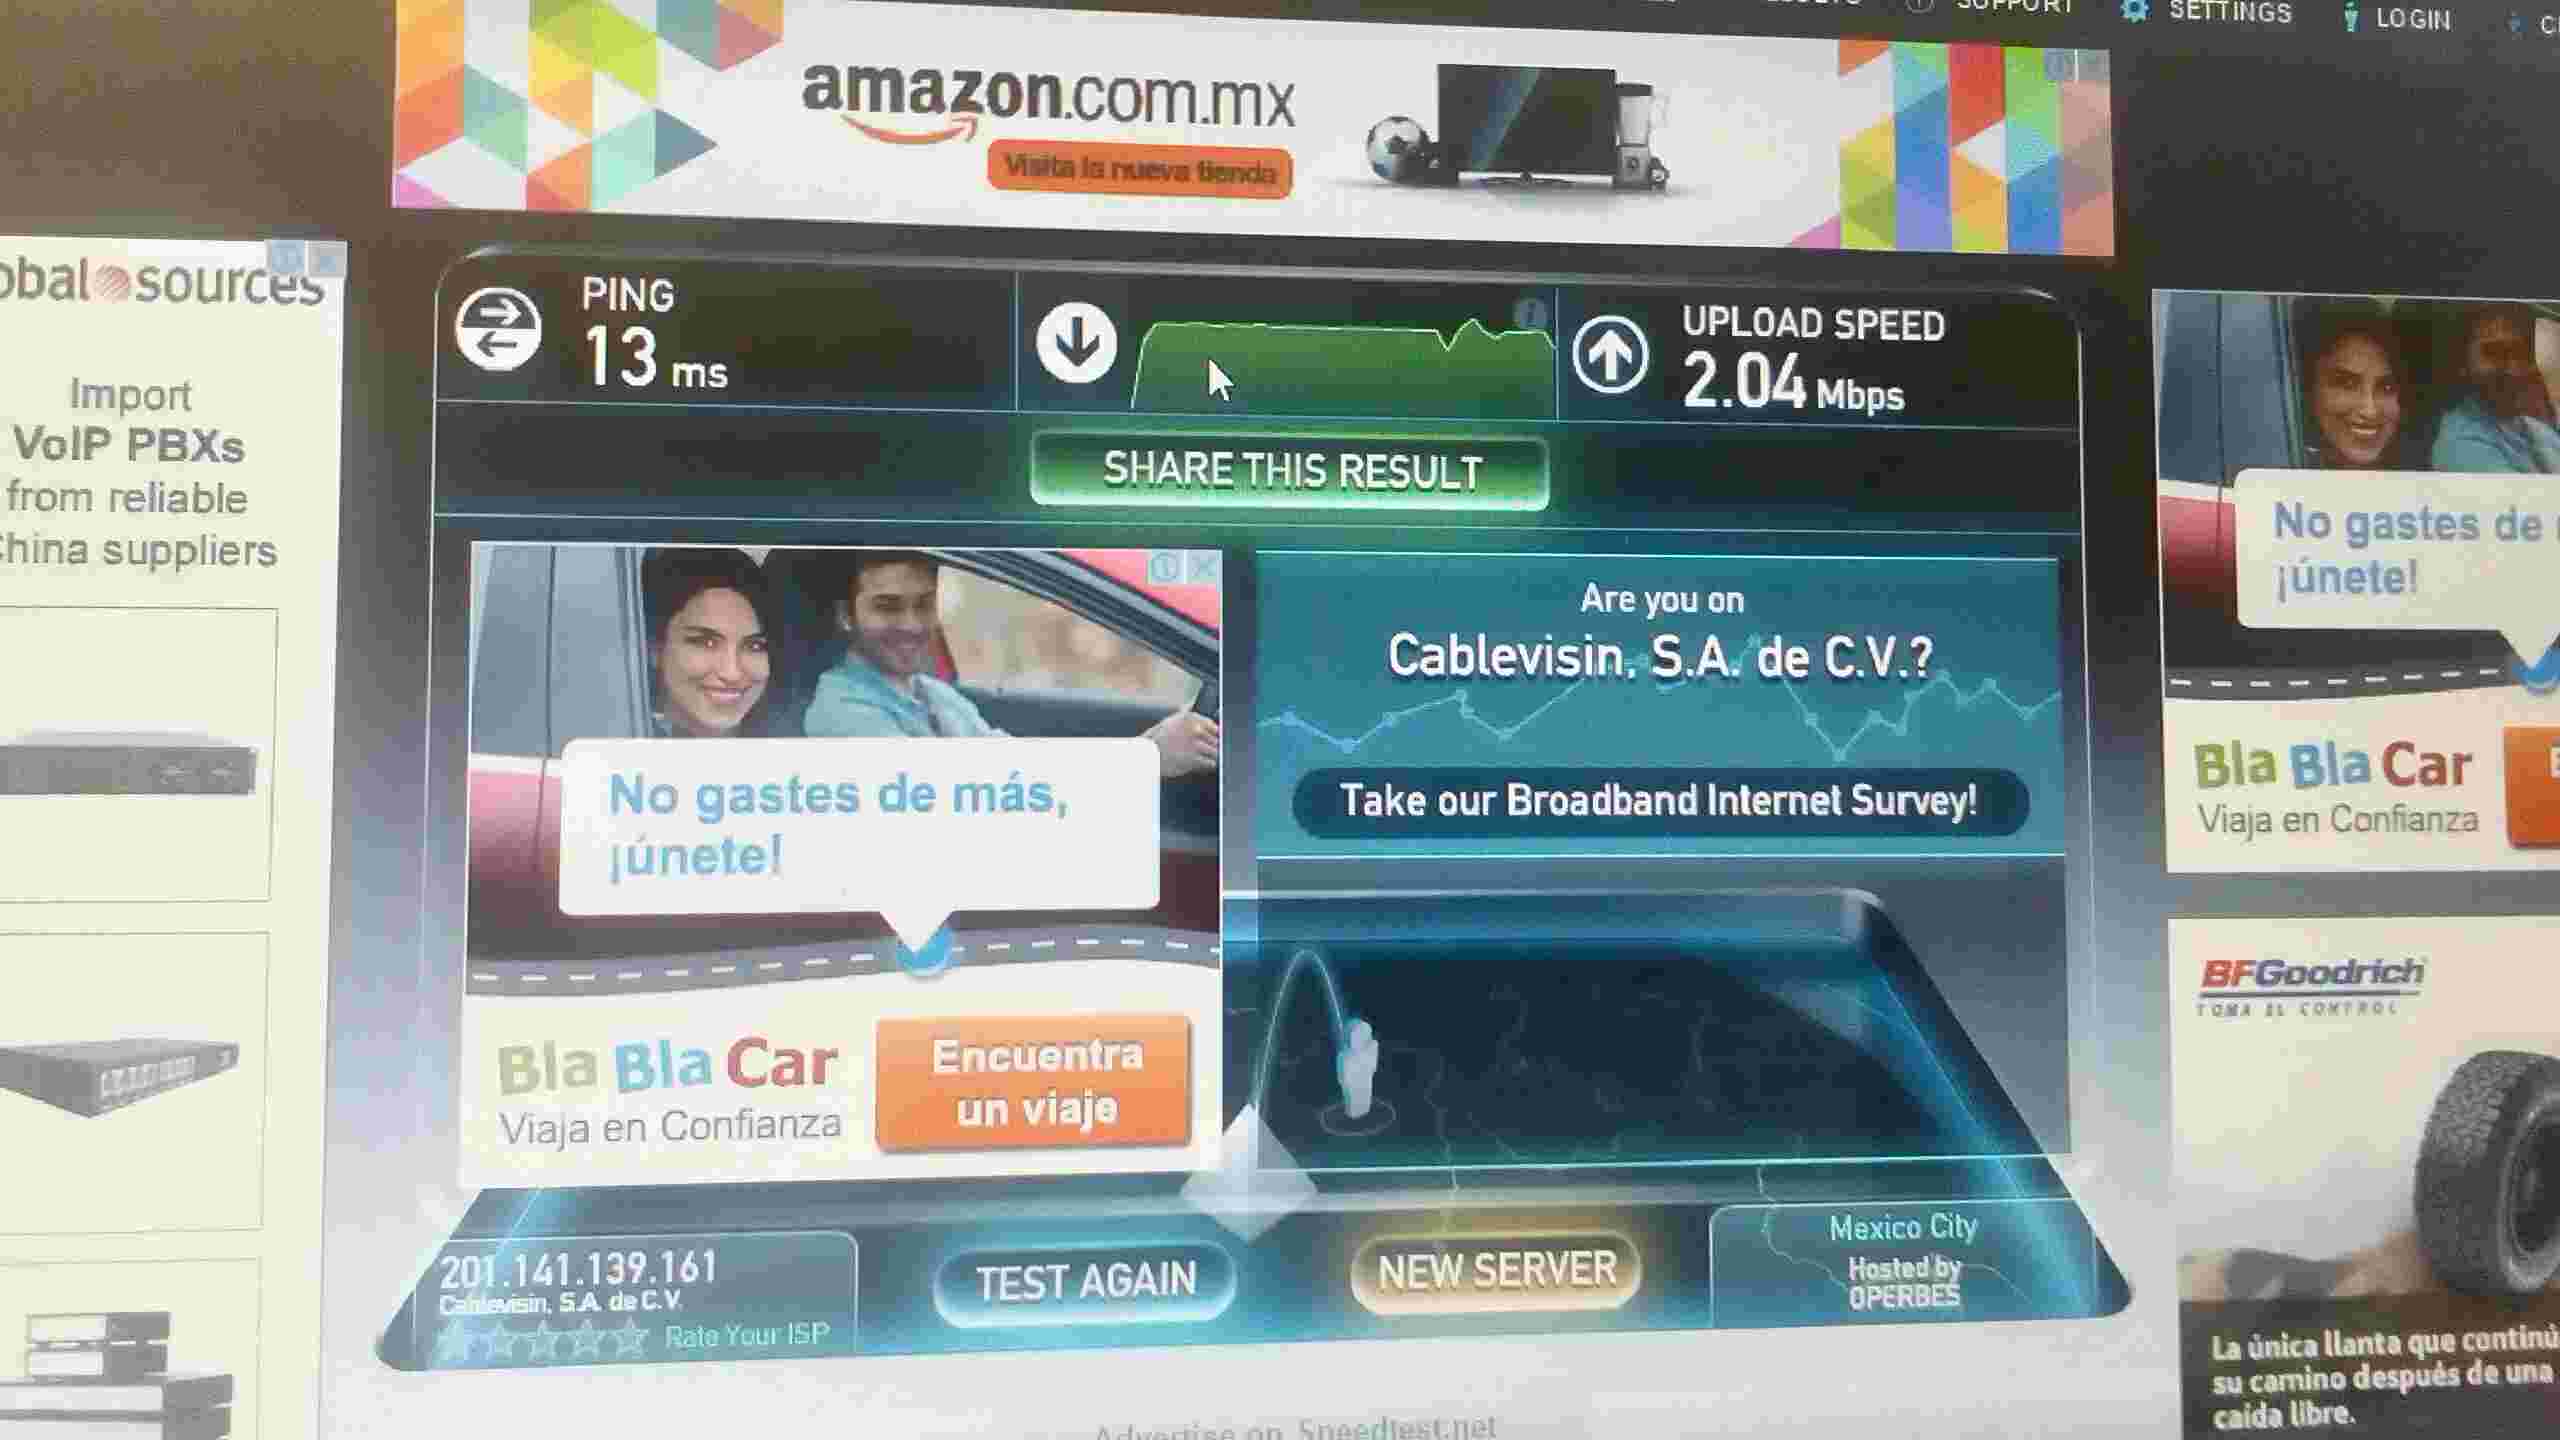 SUPPORT
SETTINGS
LOGIN
amazon.com.mx
Visita la nueva tienda
obal sources
Import
VoIP PBXs
from reliable
China suppliers
PING
13 ms
UPLOAD SPEED
2.04 Mbps
SHARE THIS RESULT
No gastes de más,
¡únete!
Bla Bla Car
Viaja en Confianza
Encuentra
un viaje
Are you on
Cablevisin, S.A. de C.V.?
Take our Broadband Internet Survey!
201.141.139.161
Cablevisin, S.A. de C.V.
Rate Your ISP
TEST AGAIN
NEW SERVER
Mexico City
Hosted by
OPERBES
No gastes de
¡únete!
Bla Bla Car
Viaja en Confianza
BFGoodrich
TOMA EL CONTROL
La única llanta que continú
su camino después de una
caída libre.
Advertise on Speedtest.net